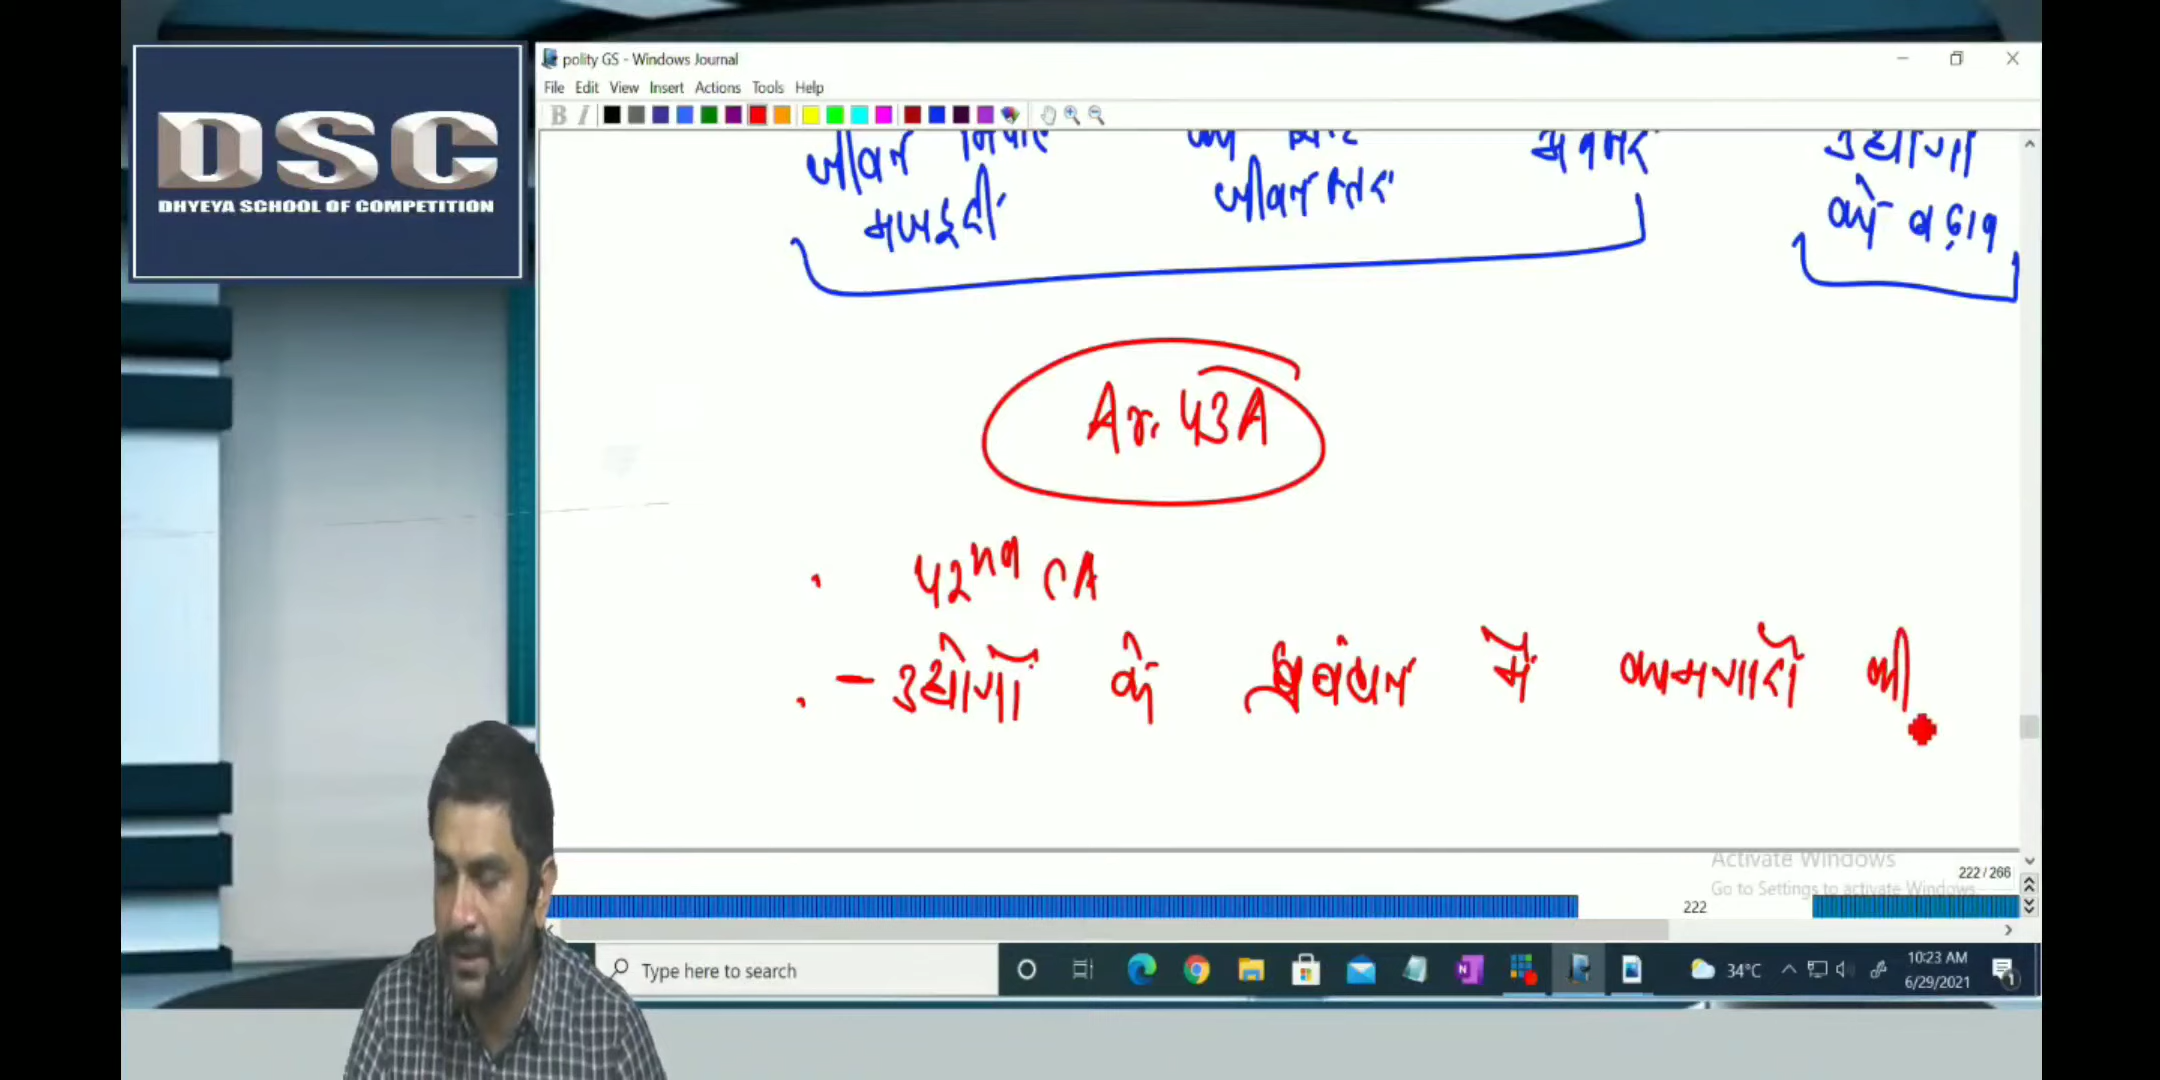 DSC
DHYEYA SCHOOL OF COMPETITION
polity GS - Windows Journal
File Edit View Insert Actions Tools Help
B I
जीवन
मजदूरी
जीवन स्तर
उद्योगों
को बढ़ावा
Ar. 43A
. 42nd CA
. - उद्योगों के प्रबंधन में कामगारों की
Activate Windows
Go to Settings to activate Windows.
222 / 266
222
Type here to search
34°C
10:23 AM
6/29/2021
1